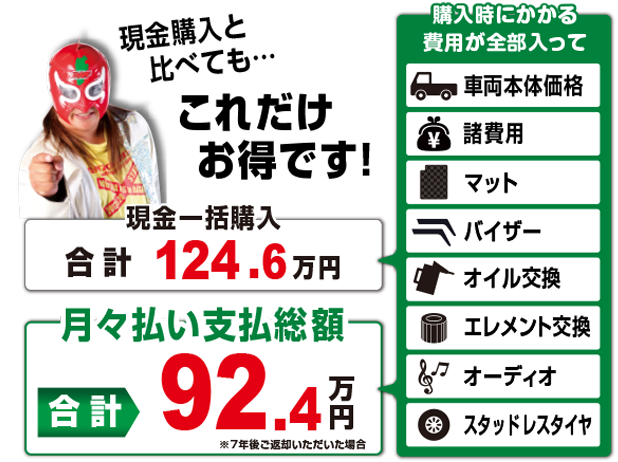 現金購入と
比べても…
これだけ
お得です!
現金一括購入
合計 124.6万円
月々払い支払総額
合計 92.4万円
※7年後ご返却いただいた場合
購入時にかかる
費用が全部入って
車両本体価格
諸費用
マット
バイザー
オイル交換
エレメント交換
オーディオ
スタッドレスタイヤ